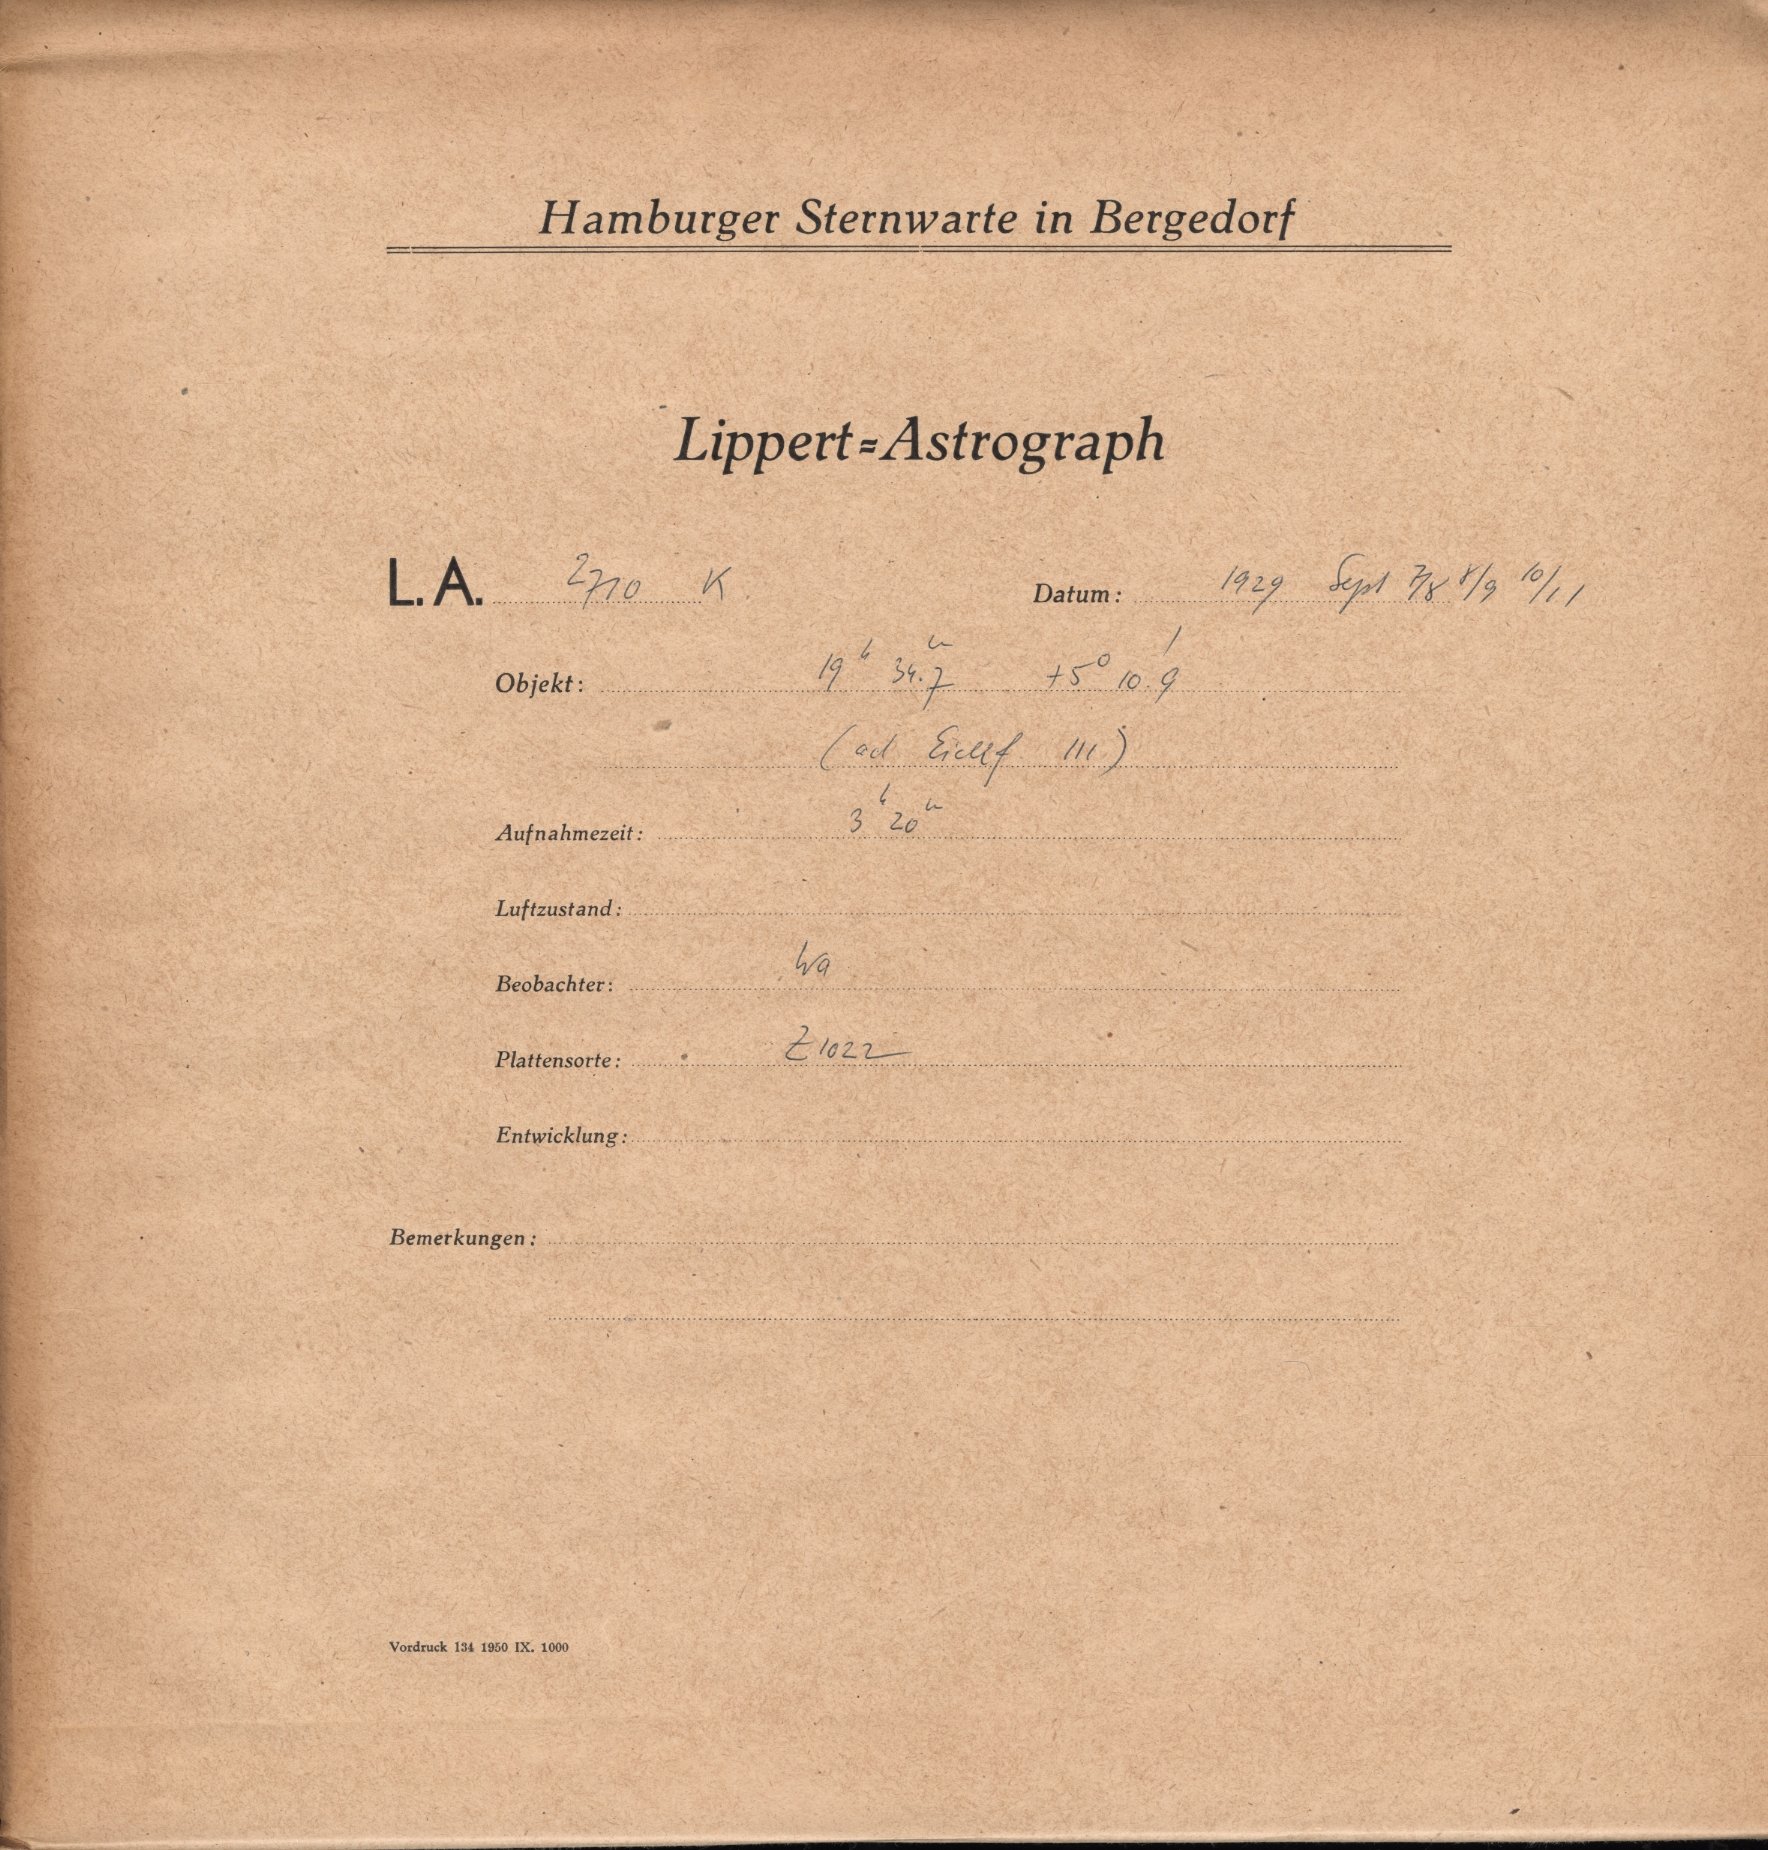 Hamburger Sternwarte in Bergedorf
Lippert=Astrograph
L.A. 2710 K Datum: 1929 Sept 7/8 8/9 10/11
Objekt: 19h 34.7m +5° 10.9'
(ad III)
Aufnahmezeit: 3h 20m
Luftzustand:
Beobachter: Wa
Plattensorte: Z 1022
Entwicklung:
Bemerkungen:
Vordruck 134 1950 IX. 1000